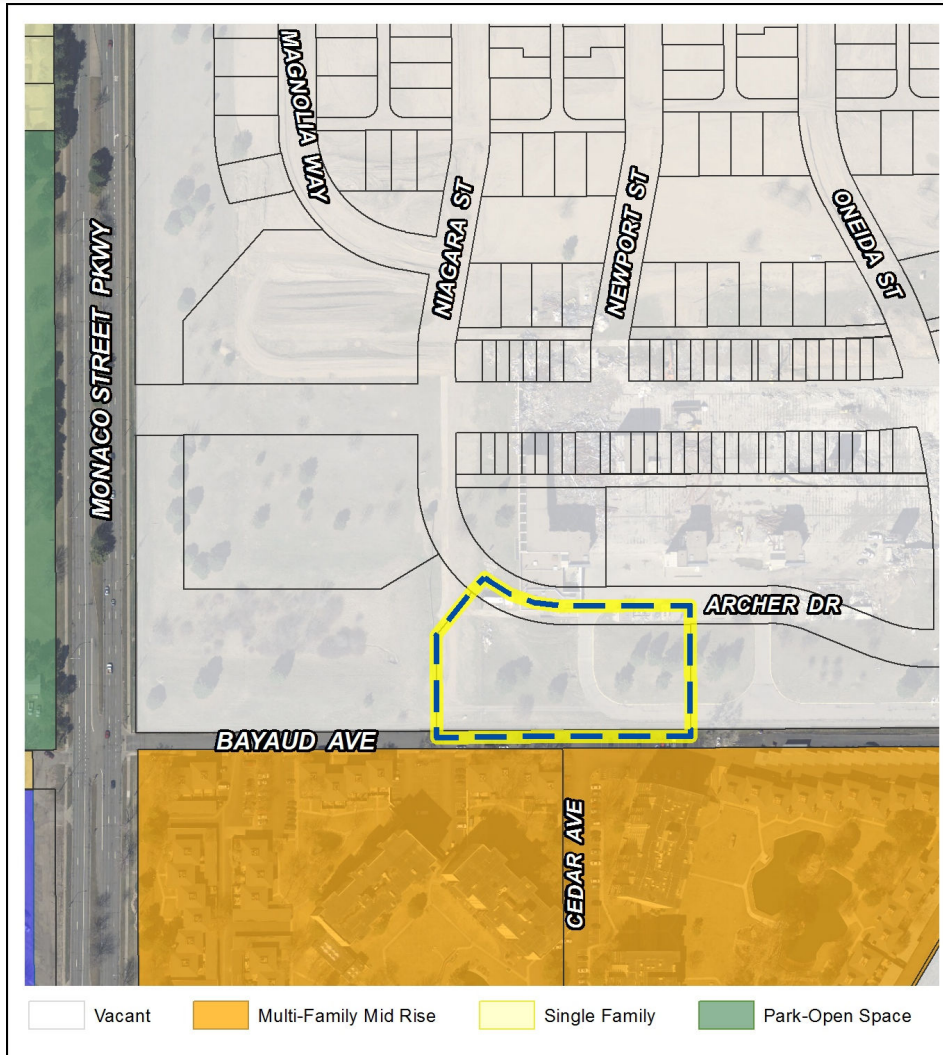 MAGNOLIA WAY
NIAGARA ST
NEWPORT ST
ONEIDA ST
MONACO STREET PKWY
ARCHER DR
BAYAUD AVE
CEDAR AVE
Vacant
Multi-Family Mid Rise
Single Family
Park-Open Space